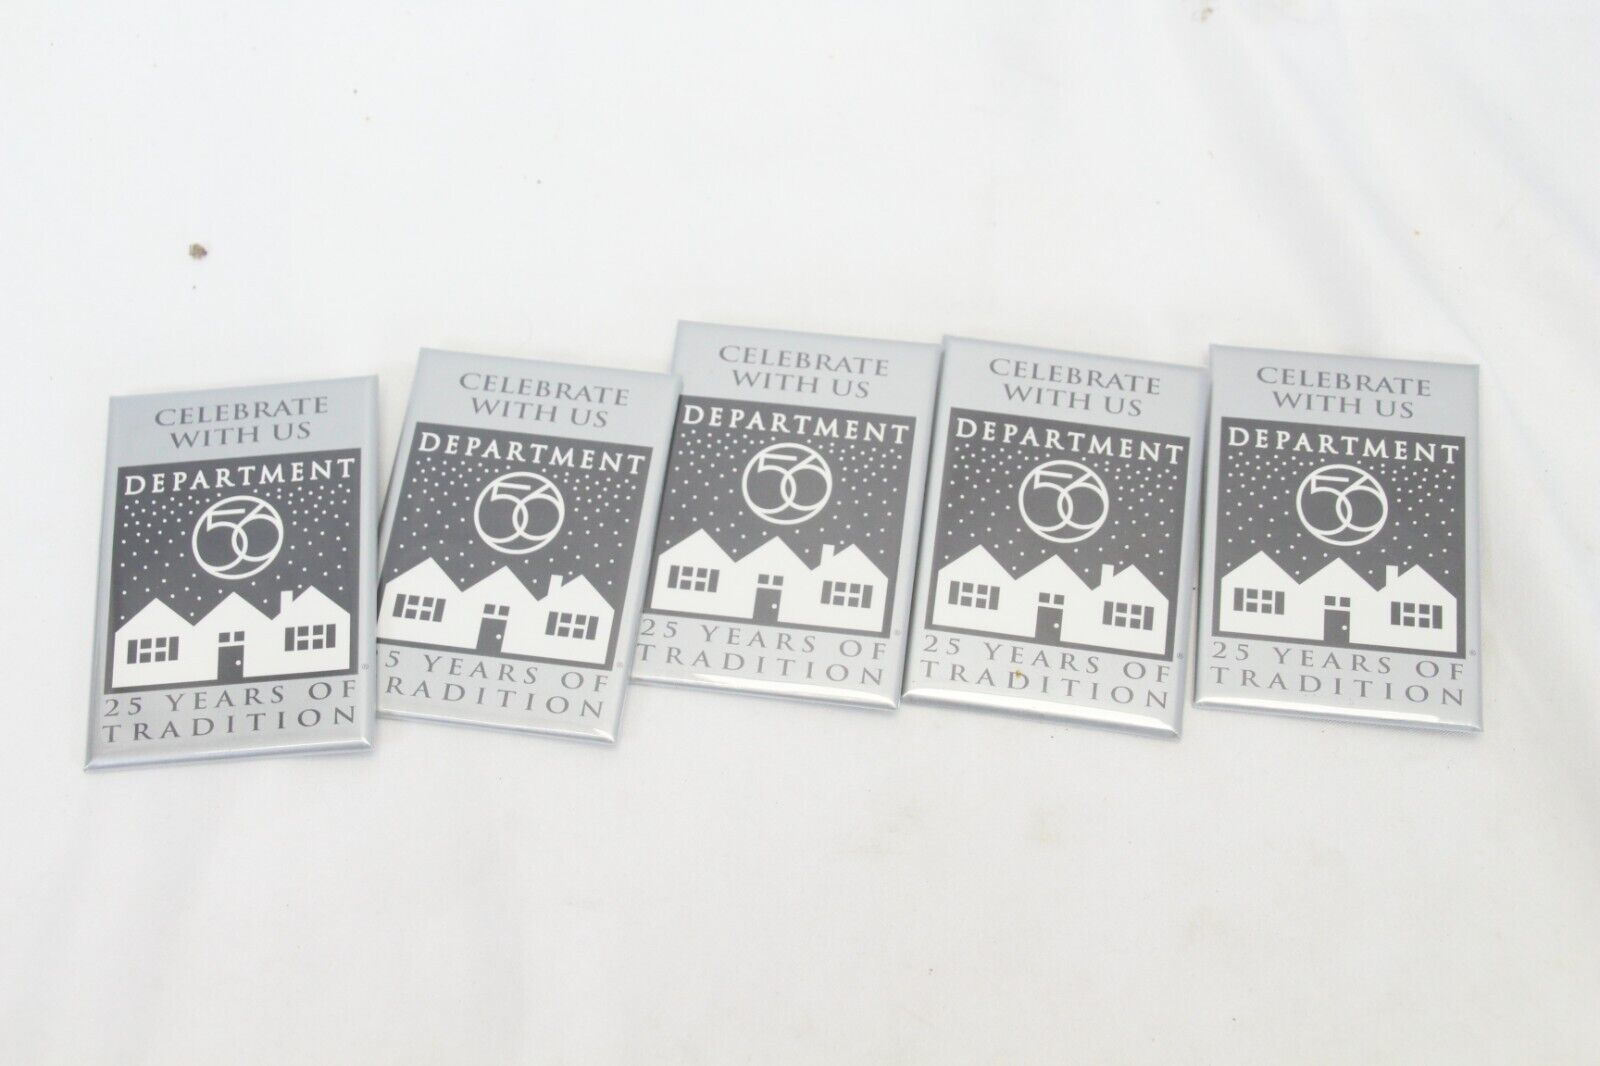 CELEBRATE
WITH US
DEPARTMENT
56
25 YEARS OF
TRADITION
®
CELEBRATE
WITH US
DEPARTMENT
56
5 YEARS OF
RADITION
®
CELEBRATE
WITH US
DEPARTMENT
56
25 YEARS OF
TRADITION
®
CELEBRATE
WITH US
DEPARTMENT
56
25 YEARS OF
TRADITION
®
CELEBRATE
WITH US
DEPARTMENT
56
25 YEARS OF
TRADITION
®